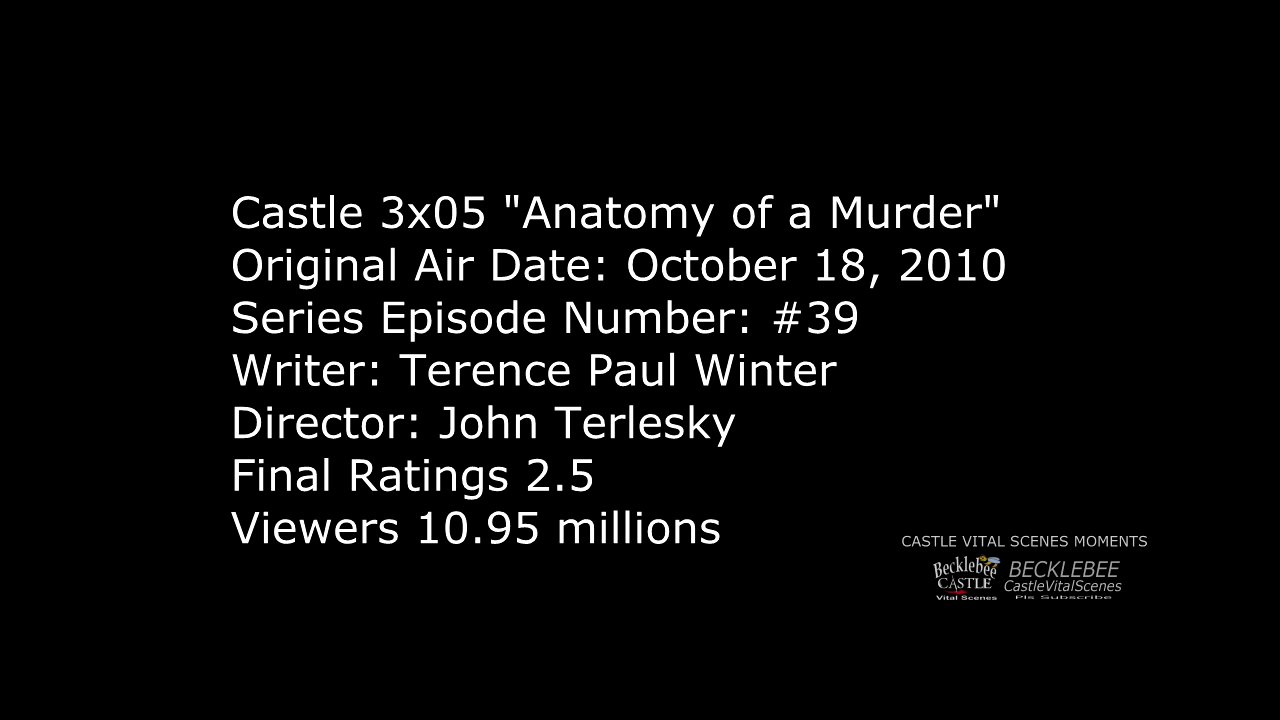 Castle 3x05 "Anatomy of a Murder"
Original Air Date: October 18, 2010
Series Episode Number: #39
Writer: Terence Paul Winter
Director: John Terlesky
Final Ratings 2.5
Viewers 10.95 millions
CASTLE VITAL SCENES MOMENTS
Becklebee
CASTLE
Vital Scenes
BECKLEBEE
CastleVitalScenes
Pls Subscribe